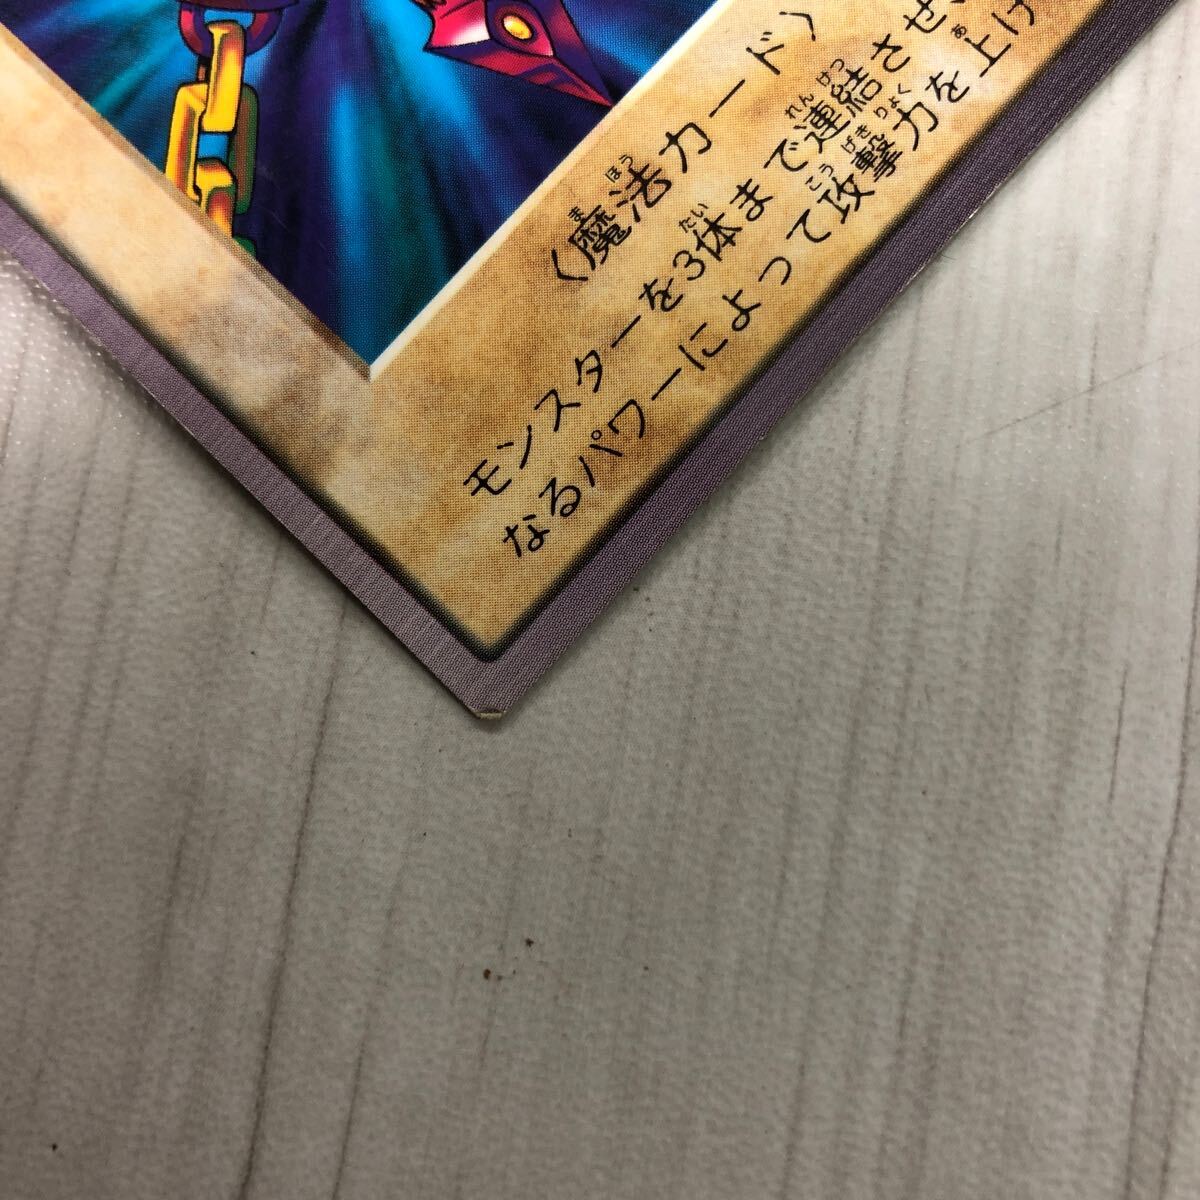 〈魔法カード〉
モンスターを3体まで連結させ
なるパワーによって攻撃力を上げ